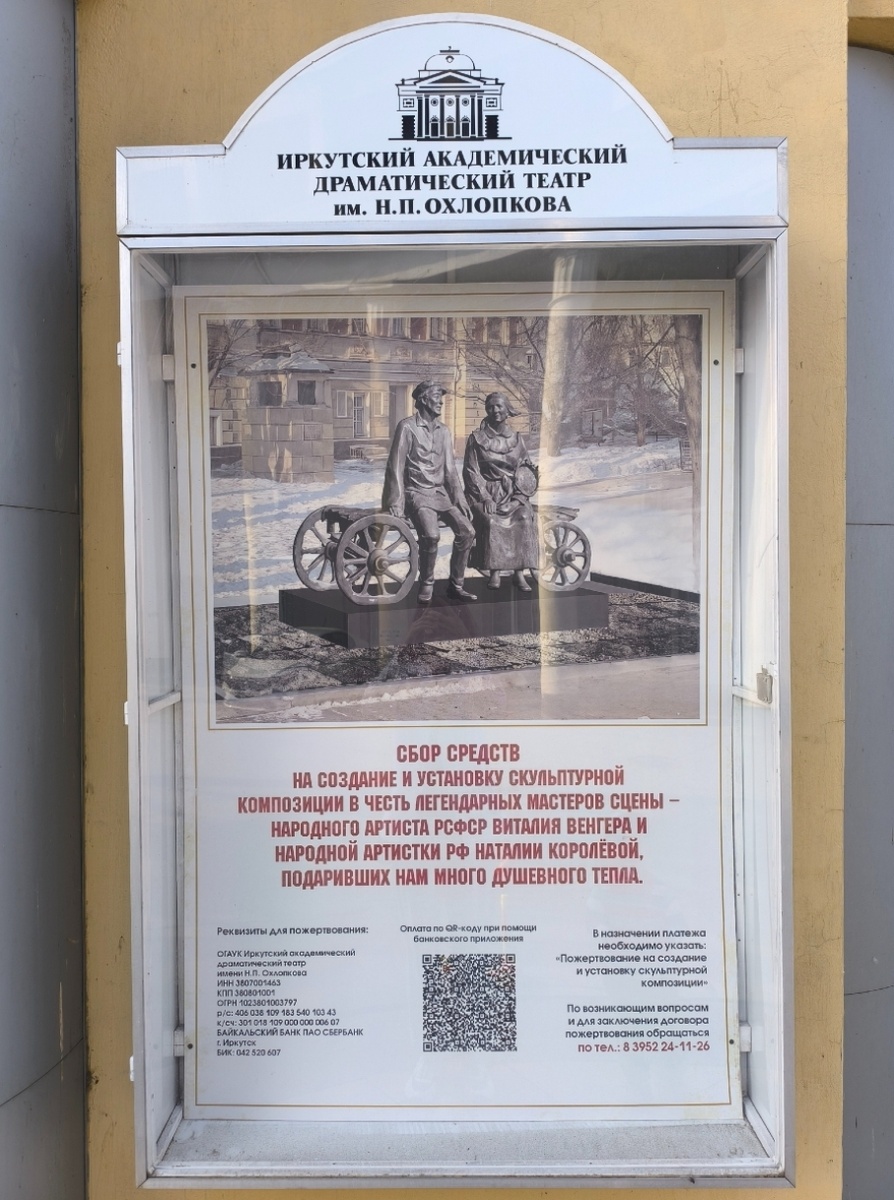 ИРКУТСКИЙ АКАДЕМИЧЕСКИЙ
ДРАМАТИЧЕСКИЙ ТЕАТР
им. Н.П. ОХЛОПКОВА
СБОР СРЕДСТВ
НА СОЗДАНИЕ И УСТАНОВКУ СКУЛЬПТУРНОЙ
КОМПОЗИЦИИ В ЧЕСТЬ ЛЕГЕНДАРНЫХ МАСТЕРОВ СЦЕНЫ –
НАРОДНОГО АРТИСТА РСФСР ВИТАЛИЯ ВЕНГЕРА И
НАРОДНОЙ АРТИСТКИ РФ НАТАЛИИ КОРОЛЁВОЙ,
ПОДАРИВШИХ НАМ МНОГО ДУШЕВНОГО ТЕПЛА.
Реквизиты для пожертвования:
ОГАУК Иркутский академический
драматический театр
имени Н.П. Охлопкова
ИНН 3807001463
КПП 380801001
ОГРН 1023801003797
р/с: 406 038 109 183 540 103 43
к/сч: 301 018 109 000 000 006 07
БАЙКАЛЬСКИЙ БАНК ПАО СБЕРБАНК
г. Иркутск
БИК: 042 520 607
Оплата по QR-коду при помощи
банковского приложения
В назначении платежа
необходимо указать:
«Пожертвование на создание
и установку скульптурной
композиции»
По возникающим вопросам
и для заключения договора
пожертвования обращаться
по тел.: 8 3952 24-11-26